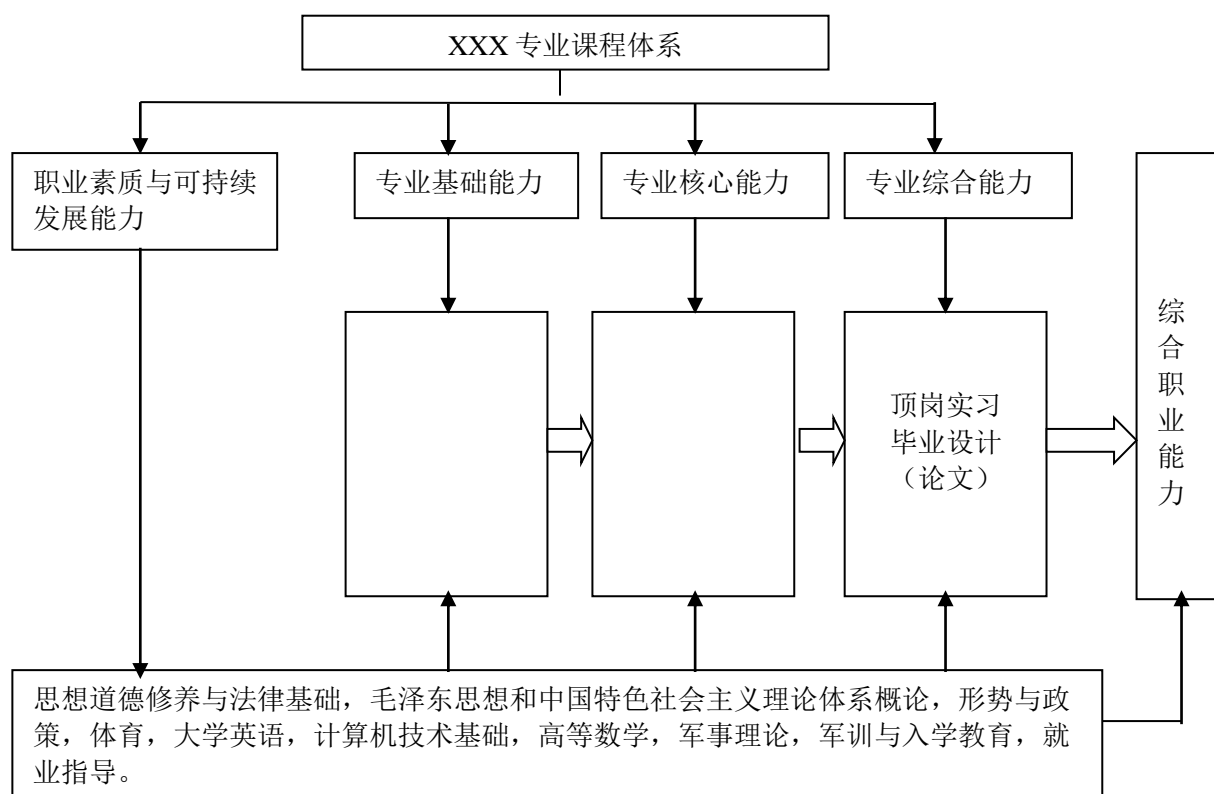 XXX 专业课程体系
职业素质与可持续
发展能力
专业基础能力
专业核心能力
专业综合能力
顶岗实习
毕业设计
（论文）
综
合
职
业
能
力
思想道德修养与法律基础，毛泽东思想和中国特色社会主义理论体系概论，形势与政
策，体育，大学英语，计算机技术基础，高等数学，军事理论，军训与入学教育，就
业指导。